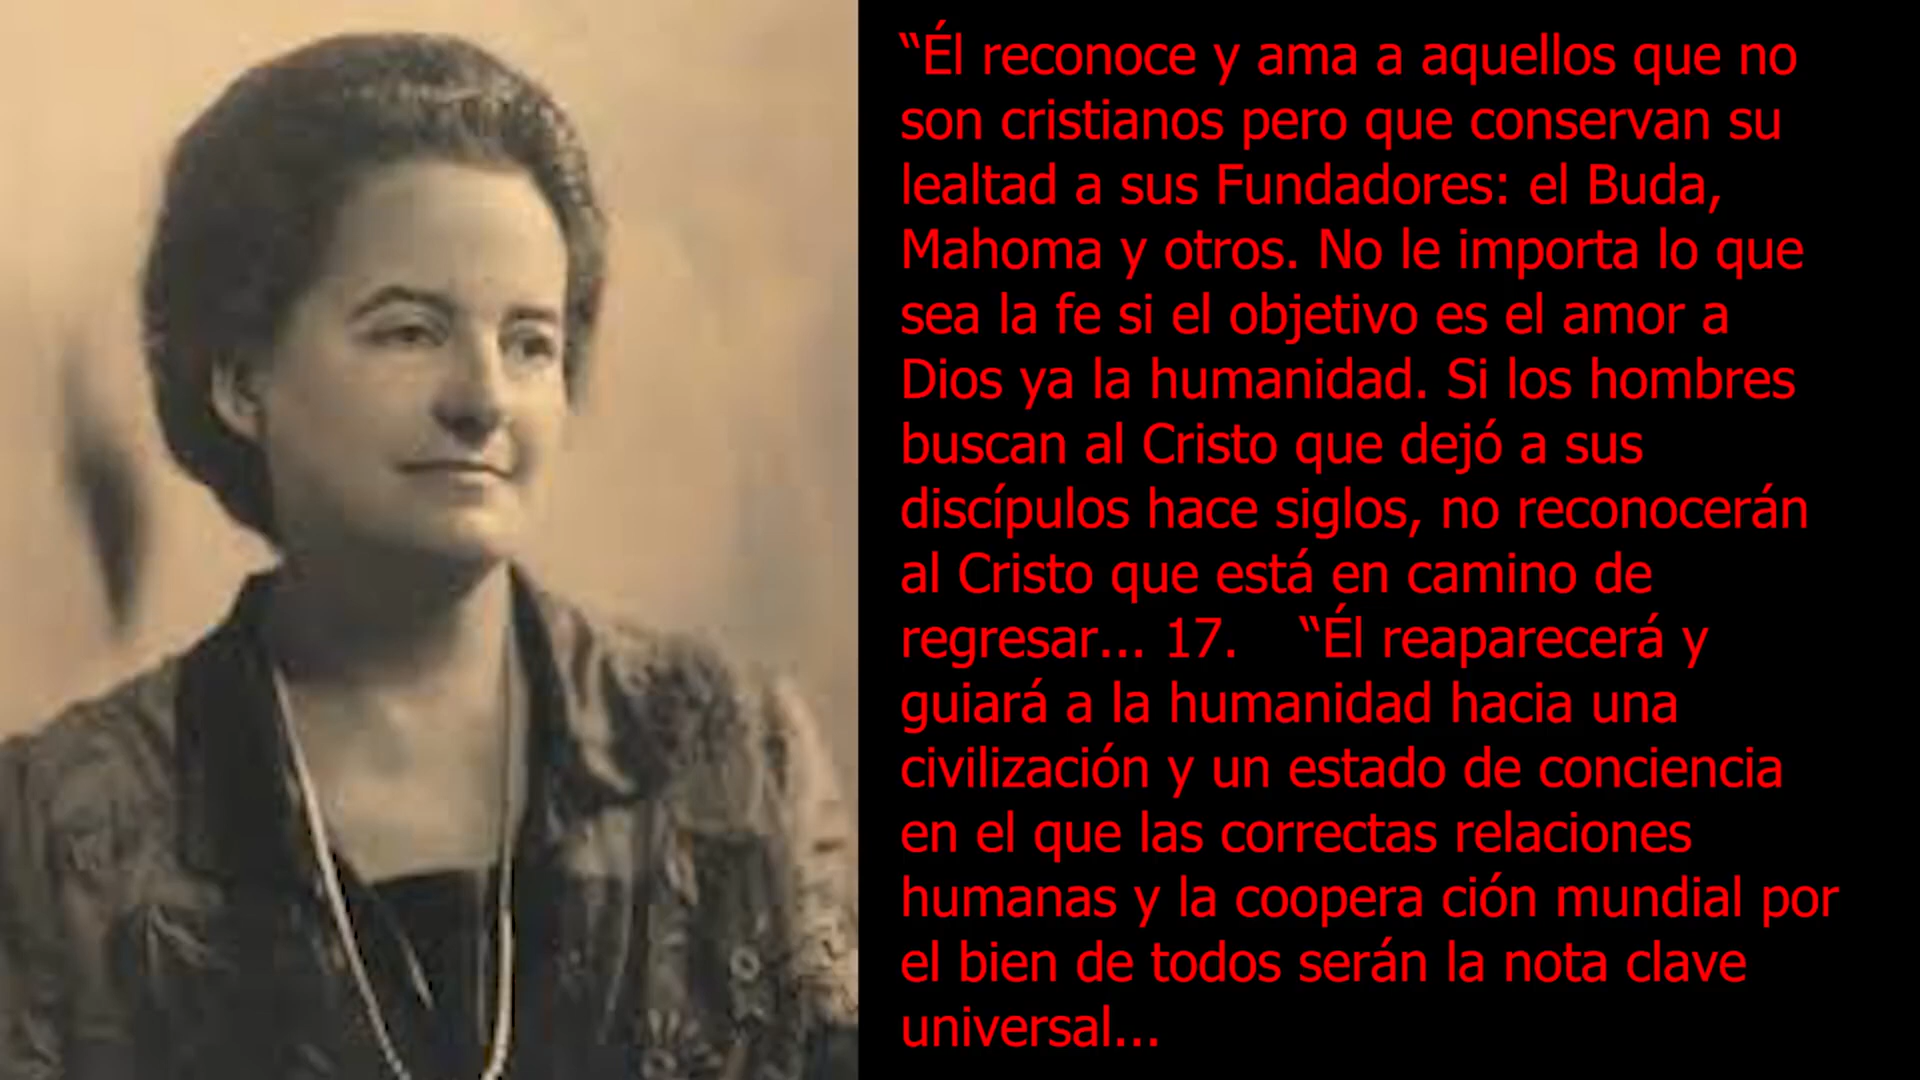 “Él reconoce y ama a aquellos que no
son cristianos pero que conservan su
lealtad a sus Fundadores: el Buda,
Mahoma y otros. No le importa lo que
sea la fe si el objetivo es el amor a
Dios ya la humanidad. Si los hombres
buscan al Cristo que dejó a sus
discípulos hace siglos, no reconocerán
al Cristo que está en camino de
regresar... 17. “Él reaparecerá y
guiará a la humanidad hacia una
civilización y un estado de conciencia
en el que las correctas relaciones
humanas y la coopera ción mundial por
el bien de todos serán la nota clave
universal...